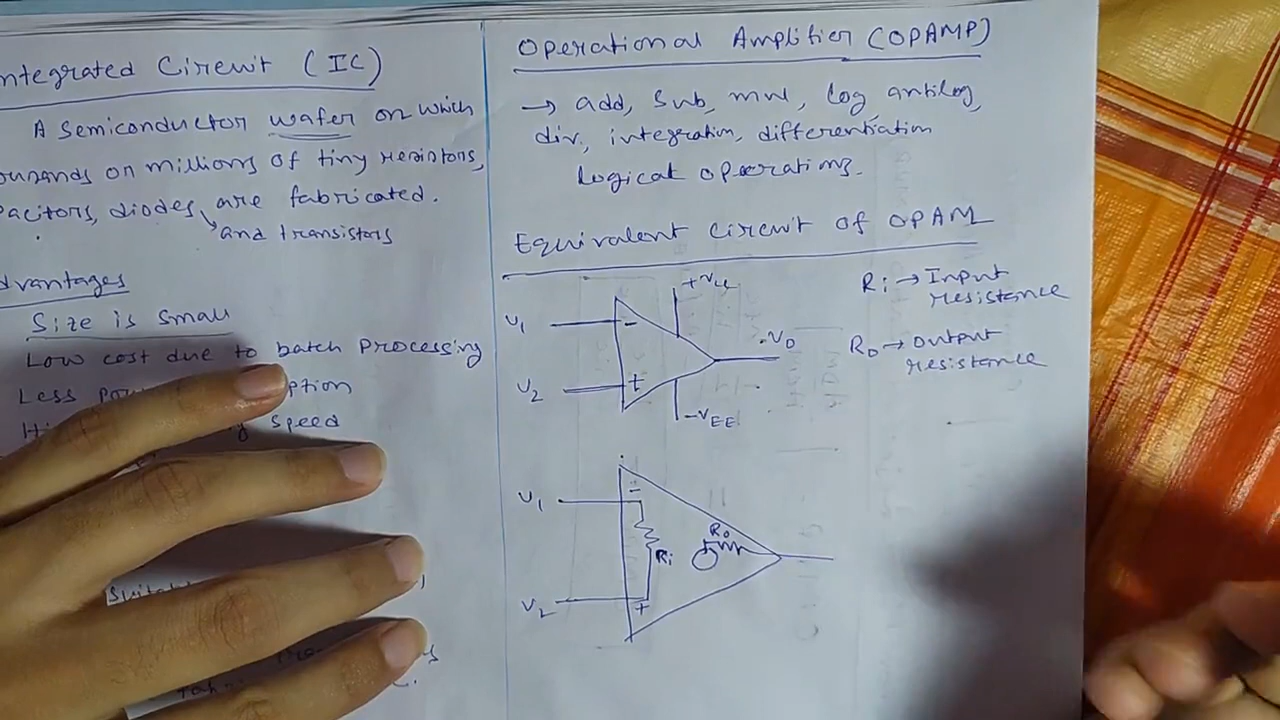 ntegrated Circuit (IC)
A Semiconductor wafer on which
ousands or millions of tiny resistors,
pacitors, diodes are fabricated.
and transistors
dvantages
Size is small
Low cost due to batch processing
Less
ption
speed
Operational Amplifier (OPAMP)
→ add, sub, mul, log antilog,
div, integration, differentiation
logical operations.
Equivalent circuit of OPAM
+VCC
V1
-
V0
V2
+
-VEE
Ri → Input
resistance
R0 → output
resistance
V1
-
R0
Ri
V2
+